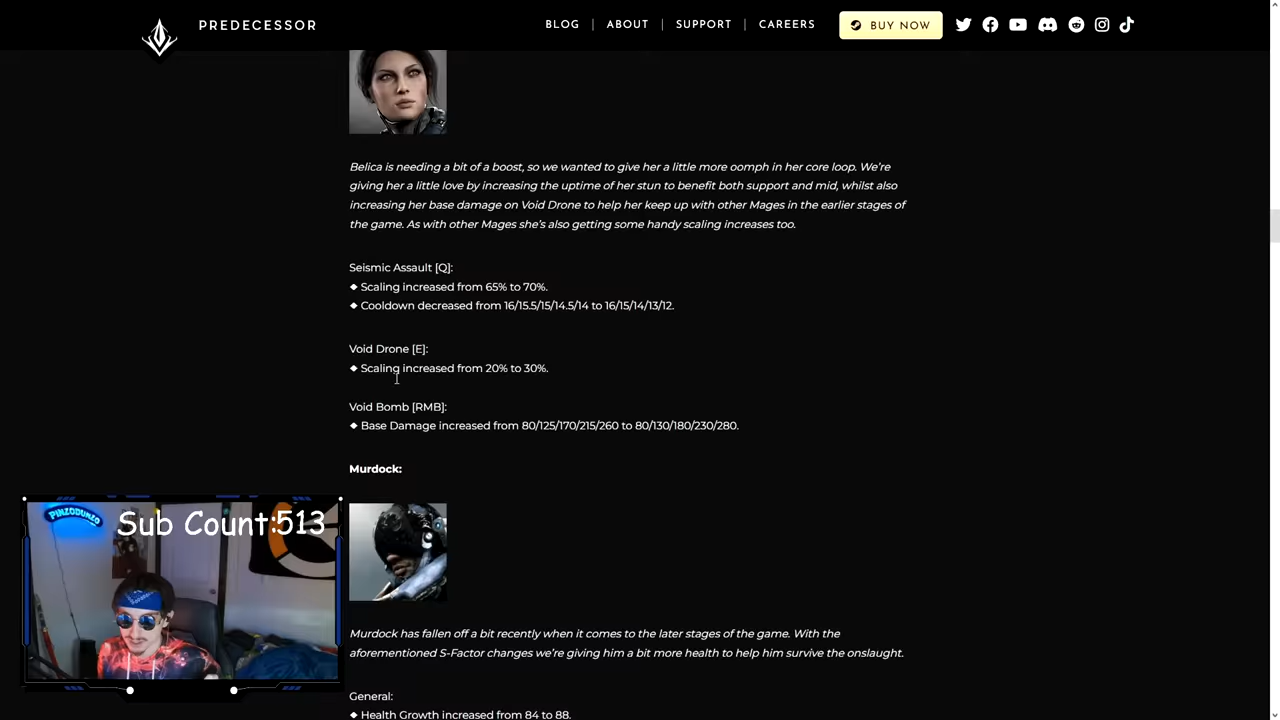 PREDECESSOR
BLOG | ABOUT | SUPPORT | CAREERS
BUY NOW
Belica is needing a bit of a boost, so we wanted to give her a little more oomph in her core loop. We're
giving her a little love by increasing the uptime of her stun to benefit both support and mid, whilst also
increasing her base damage on Void Drone to help her keep up with other Mages in the earlier stages of
the game. As with other Mages she's also getting some handy scaling increases too.
Seismic Assault [Q]:
❖ Scaling increased from 65% to 70%.
❖ Cooldown decreased from 16/15.5/15/14.5/14 to 16/15/14/13/12.
Void Drone [E]:
❖ Scaling increased from 20% to 30%.
Void Bomb [RMB]:
❖ Base Damage increased from 80/125/170/215/260 to 80/130/180/230/280.
Murdock:
PINZODUNZO
Sub Count:513
Murdock has fallen off a bit recently when it comes to the later stages of the game. With the
aforementioned S-Factor changes we're giving him a bit more health to help him survive the onslaught.
General:
❖ Health Growth increased from 84 to 88.